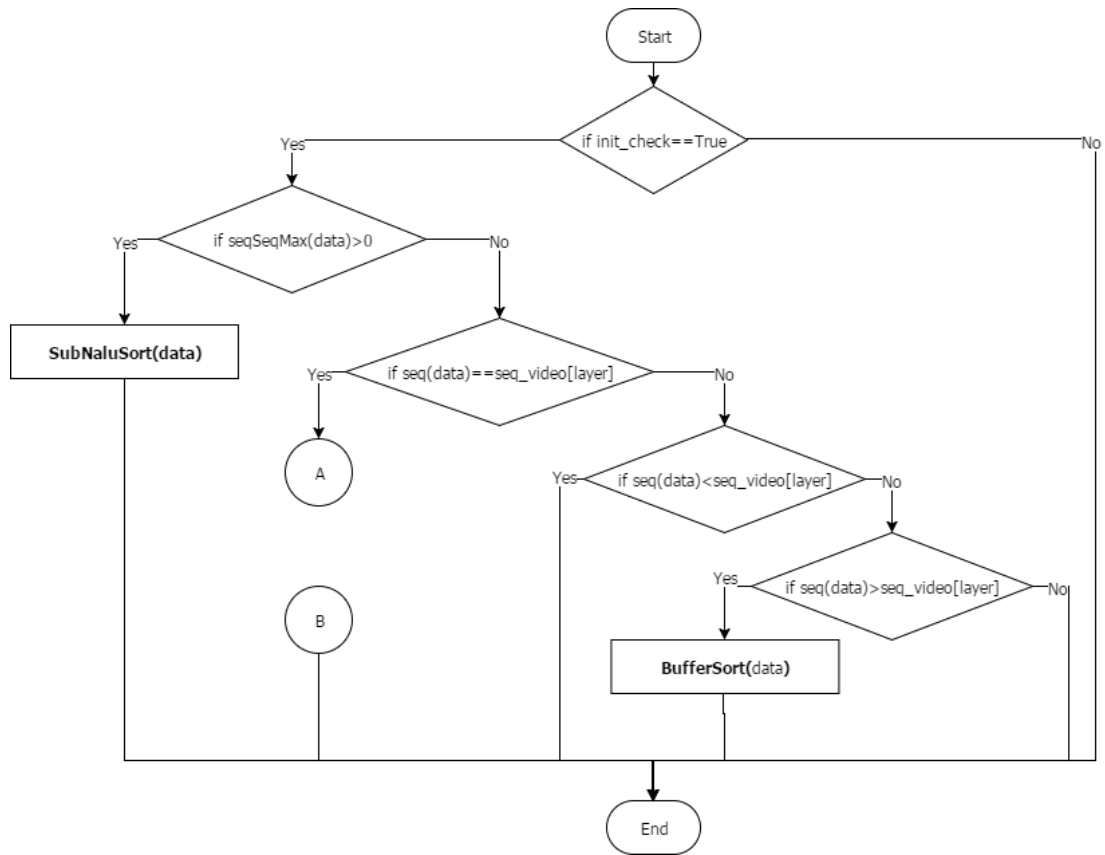 Start
if init_check==True
Yes
No
if seqSeqMax(data)>0
Yes
No
SubNaluSort(data)
if seq(data)==seq_video[layer]
Yes
No
A
if seq(data)<seq_video[layer]
Yes
No
if seq(data)>seq_video[layer]
Yes
No
B
BufferSort(data)
End